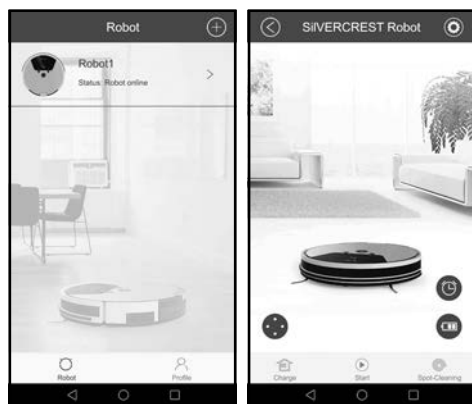 Robot
Robot1
Status: Robot online
Robot
Profile
SilVERCREST Robot
Charge
Start
Spot-Cleaning